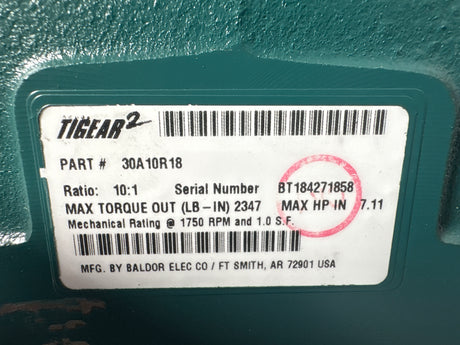 TIGEAR2
PART # 30A10R18
Ratio: 10:1 Serial Number BT184271858
MAX TORQUE OUT (LB-IN) 2347 MAX HP IN 7.11
Mechanical Rating @ 1750 RPM and 1.0 S.F.
MFG. BY BALDOR ELEC CO / FT SMITH, AR 72901 USA